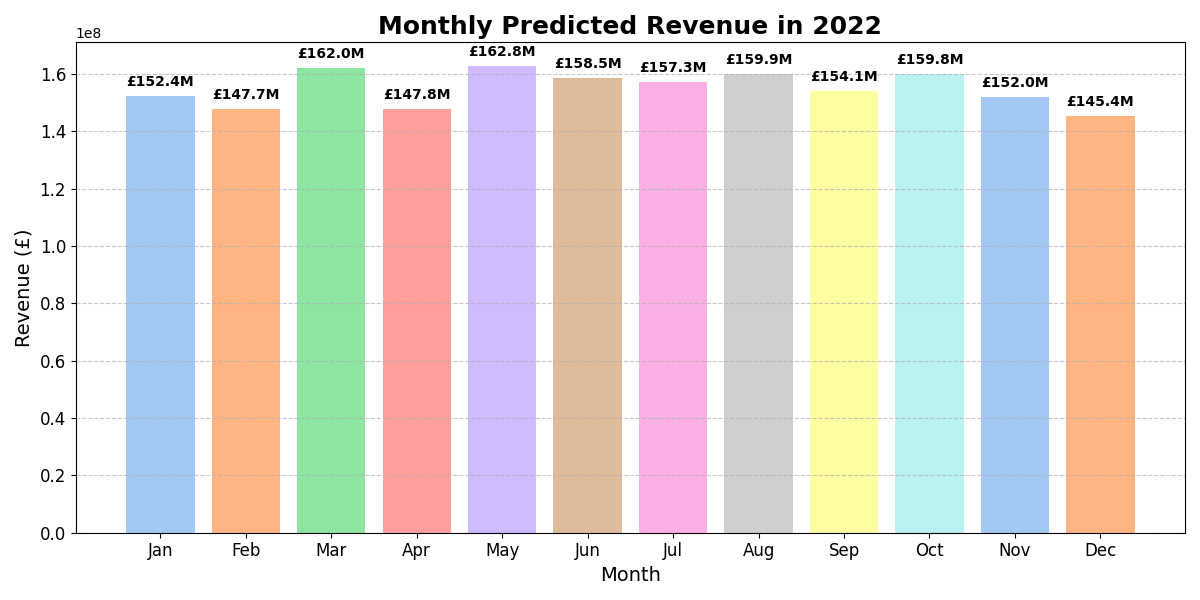 Monthly Predicted Revenue in 2022
1e8
£152.4M
£147.7M
£162.0M
£147.8M
£162.8M
£158.5M
£157.3M
£159.9M
£154.1M
£159.8M
£152.0M
£145.4M
1.6
1.4
1.2
1.0
0.8
0.6
0.4
0.2
0.0
Revenue (£)
Jan Feb Mar Apr May Jun Jul Aug Sep Oct Nov Dec
Month